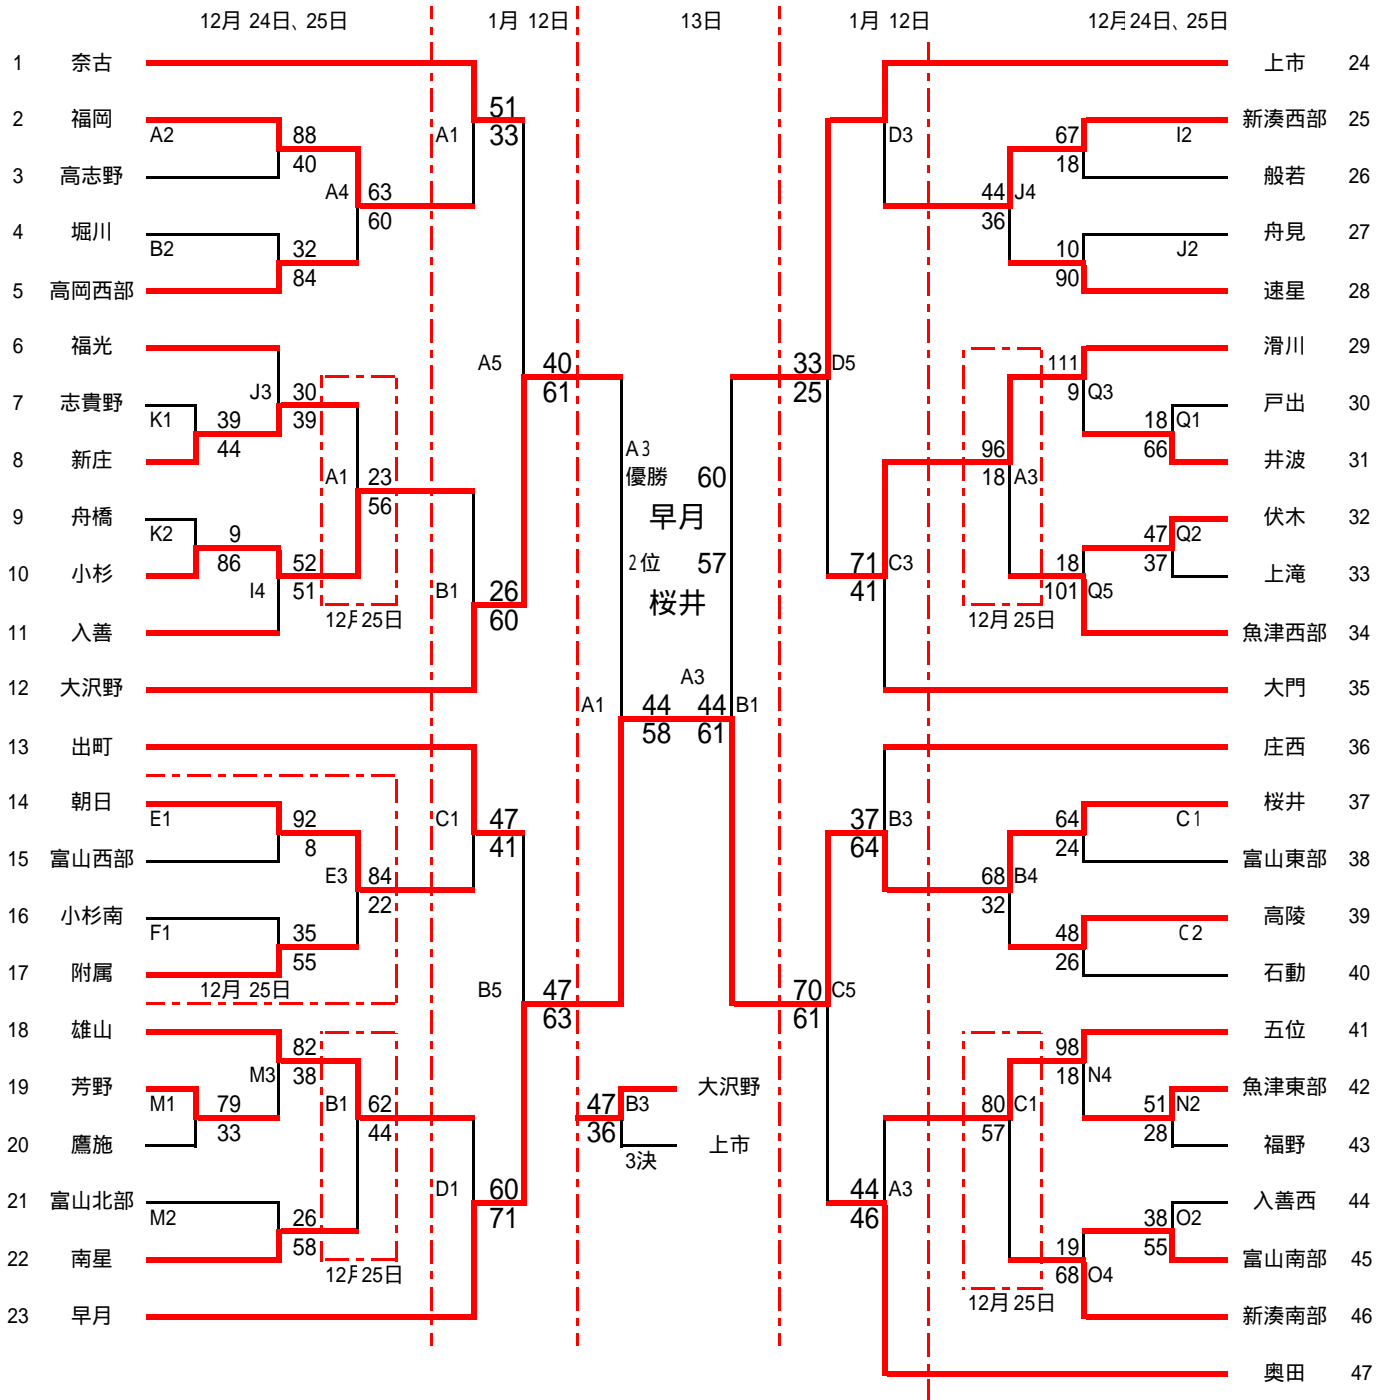 12月 24日、25日
1月 12日
13日
1月 12日
12月 24日、25日
1 奈古
2 福岡
3 高志野
4 堀川
5 高岡西部
6 福光
7 志貴野
8 新庄
9 舟橋
10 小杉
11 入善
12 大沢野
13 出町
14 朝日
15 富山西部
16 小杉南
17 附属
18 雄山
19 芳野
20 鷹施
21 富山北部
22 南星
23 早月
A2
88
40
B2
32
84
A4
63
60
A1
51
33
K1
39
44
J3
30
39
K2
9
86
I4
52
51
A1
23
56
12月 25日
B1
26
60
A5
40
61
E1
92
8
F1
35
55
E3
84
22
12月 25日
C1
47
41
M1
79
33
M3
82
38
M2
26
58
B1
62
44
12月 25日
D1
60
71
B5
47
63
A1
44
58
A3
優勝 60
早月
2位 57
桜井
A3
44
61
B1
大沢野
47
36
B3
上市
3決
33
25
D5
D3
71
41
C3
37
64
B3
70
61
C5
44
46
A3
44
36
J4
67
18
I2
10
90
J2
96
18
A3
111
9
Q3
18
66
Q1
47
37
Q2
18
101
Q5
12月 25日
68
32
B4
64
24
C1
48
26
C2
80
57
C1
98
18
N4
51
28
N2
38
55
O2
19
68
O4
12月 25日
上市 24
新湊西部 25
般若 26
舟見 27
速星 28
滑川 29
戸出 30
井波 31
伏木 32
上滝 33
魚津西部 34
大門 35
庄西 36
桜井 37
富山東部 38
高陵 39
石動 40
五位 41
魚津東部 42
福野 43
入善西 44
富山南部 45
新湊南部 46
奥田 47